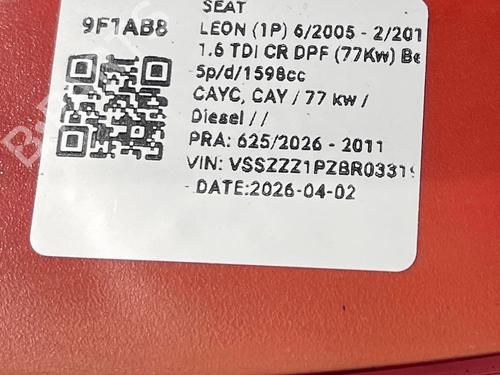 SEAT
9F1AB8
LEON (1P) 6/2005 - 2/201
1.6 TDI CR DPF (77Kw) Be
5p/d/1598cc
CAYC, CAY / 77 kw /
Diesel / /
PRA: 625/2026 - 2011
VIN: VSSZZZ1PZBR03319
DATE:2026-04-02